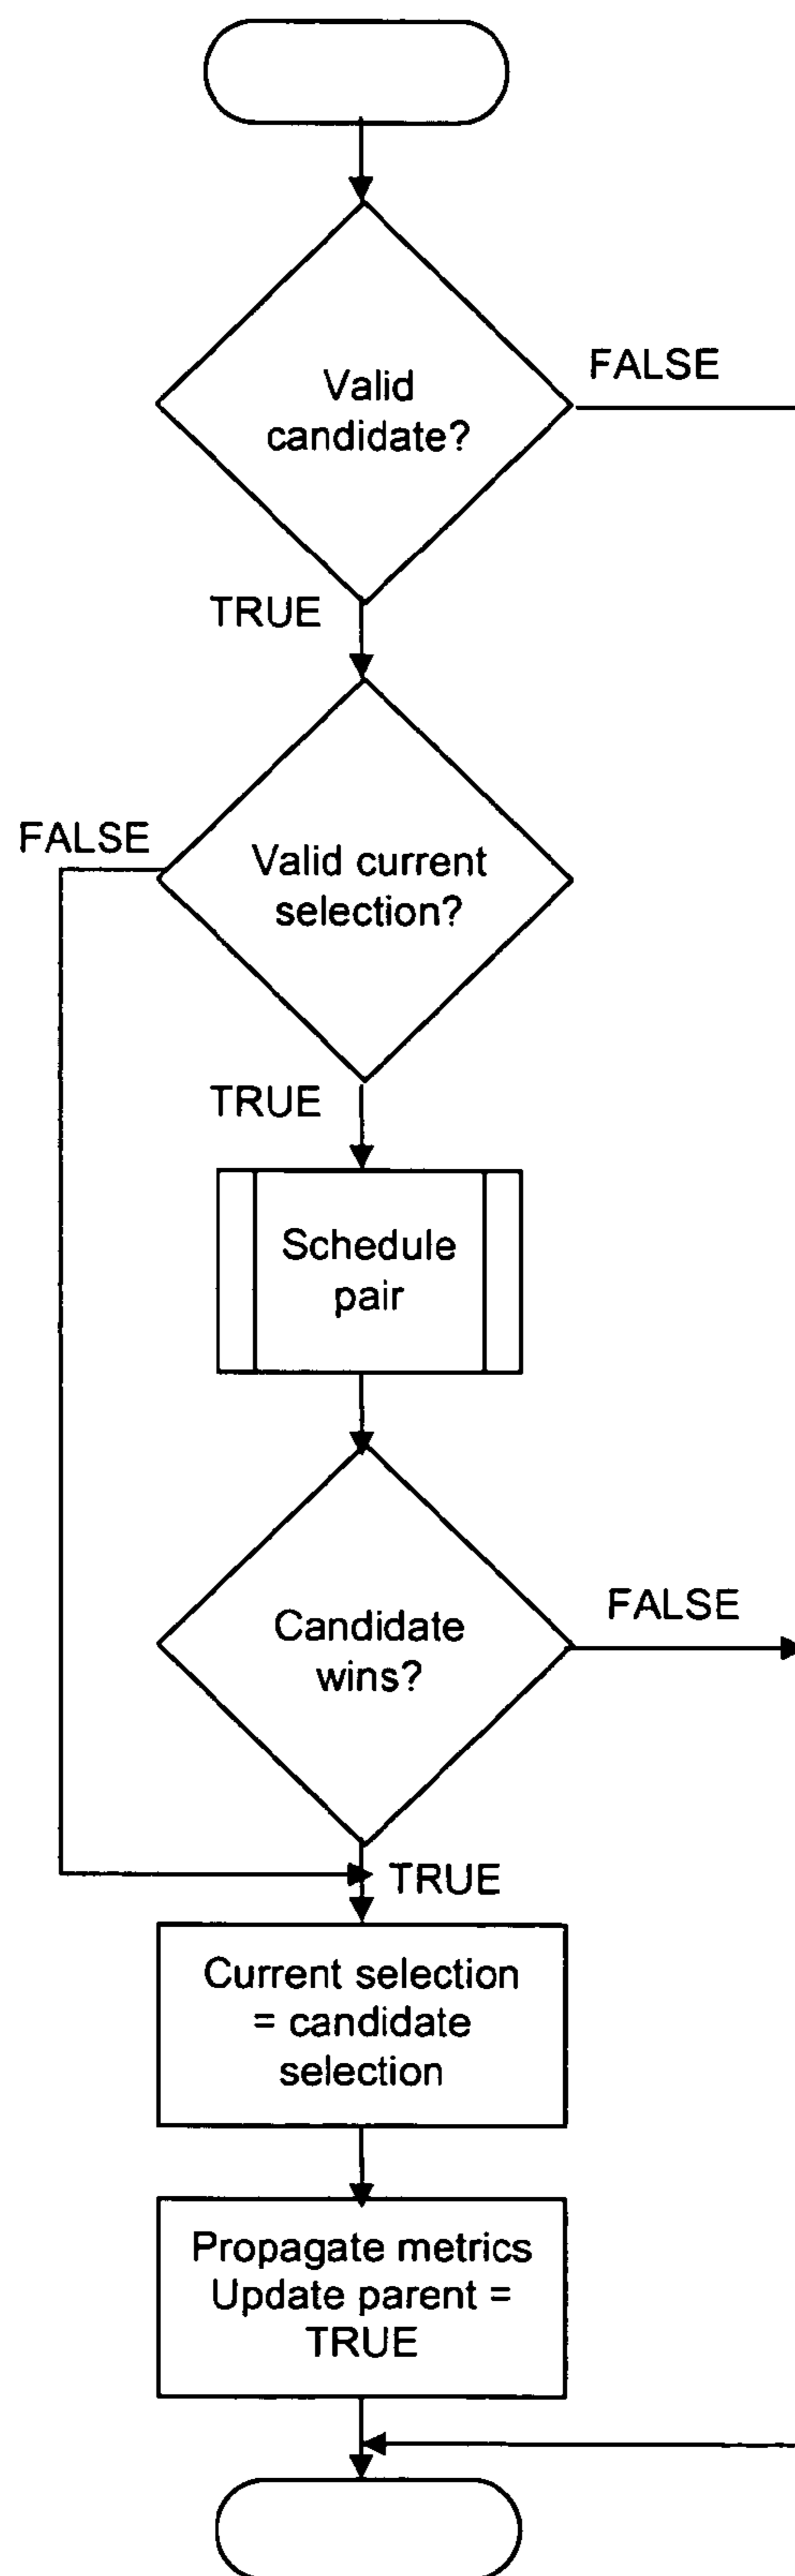 Valid
candidate?
FALSE
TRUE
FALSE
Valid current
selection?
TRUE
Schedule
pair
Candidate
wins?
FALSE
TRUE
Current selection
= candidate
selection
Propagate metrics
Update parent =
TRUE